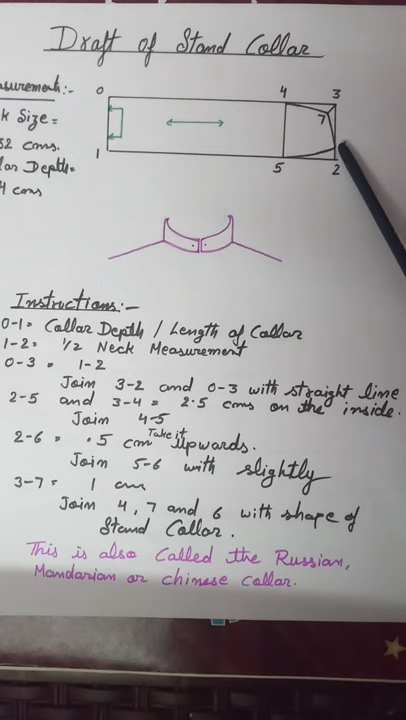 Draft of Stand Collar
surement:-
k Size =
32 cms.
lar Depth=
4 cms
0
4
3
7
1
5
2
Instructions:-
0-1= Collar Depth / Length of Collar
1-2= 1/2 Neck Measurement
0-3 = 1-2
Join 3-2 and 0-3 with straight line
2-5 and 3-4 = 2.5 cms on the inside.
Join 4-5
2-6 = .5 cm Take it Upwards.
Join 5-6 with slightly
3-7= 1 cm
Join 4, 7 and 6 with shape of
Stand Collar.
This is also Called the Russian,
Mandarian or Chinese Collar.